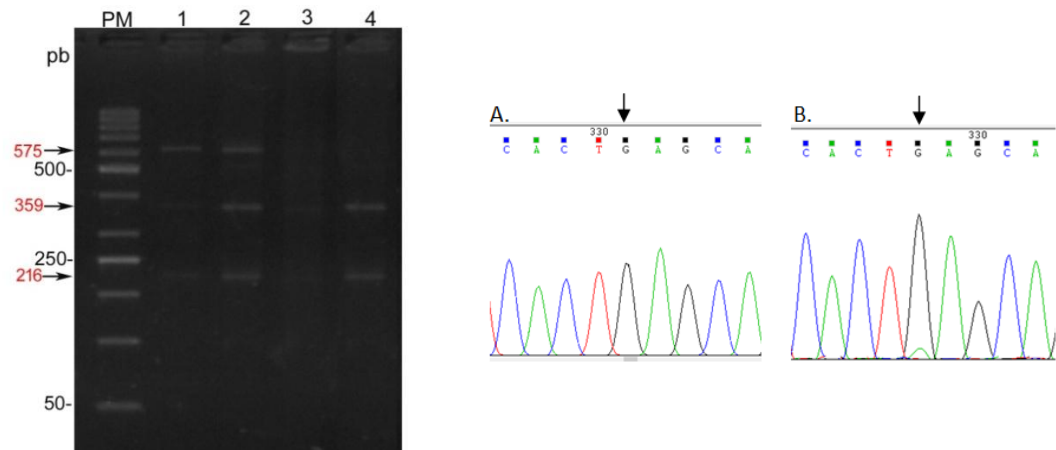 PM 1 2 3 4
pb
575
500-
359
250-
216
50-
A.
330
C A C T G A G C A
B.
330
C A C T G A G C A